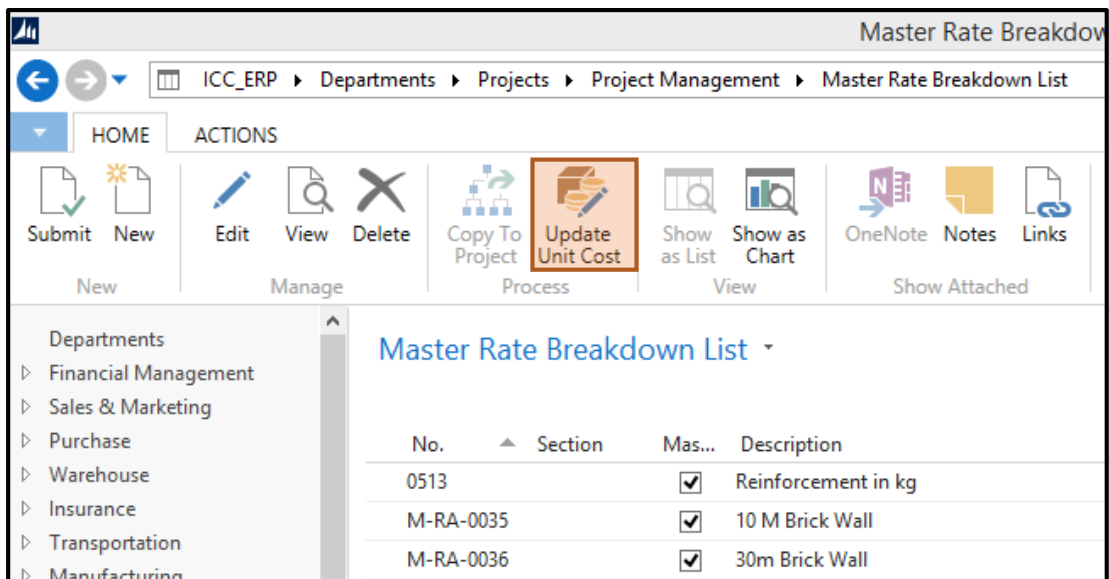 Master Rate Breakdow
ICC_ERP Departments Projects Project Management Master Rate Breakdown List
HOME ACTIONS
Submit New Edit View Delete Copy To Project Update Unit Cost Show as List Show as Chart OneNote Notes Links
New Manage Process View Show Attached
Departments
Financial Management
Sales & Marketing
Purchase
Warehouse
Insurance
Transportation
Manufacturing
Master Rate Breakdown List
No. Section Mas... Description
0513 Reinforcement in kg
M-RA-0035 10 M Brick Wall
M-RA-0036 30m Brick Wall